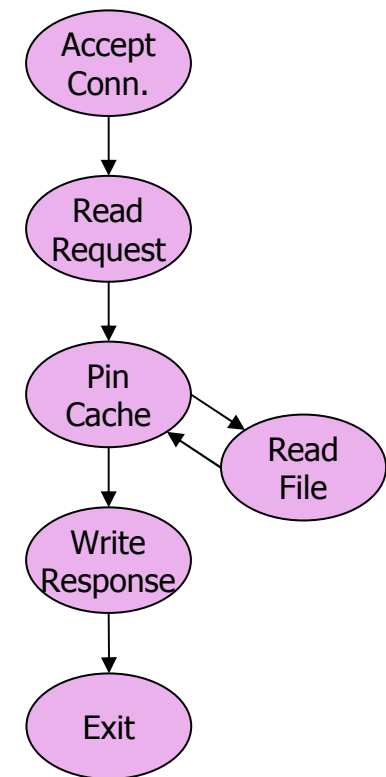 Accept
Conn.
Read
Request
Pin
Cache
Read
File
Write
Response
Exit